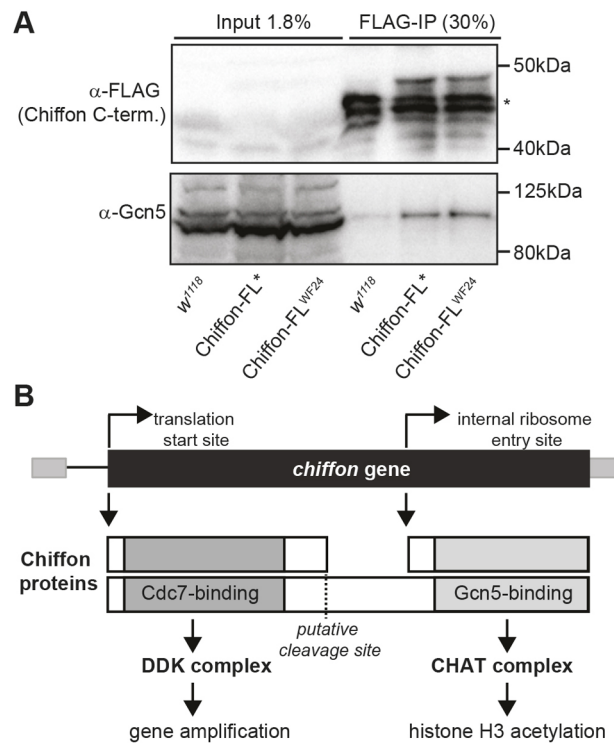 A
Input 1.8% FLAG-IP (30%)
α-FLAG
(Chiffon C-term.)
50kDa
*
40kDa
α-Gcn5
125kDa
80kDa
w1118 Chiffon-FL* Chiffon-FLWF24 w1118 Chiffon-FL* Chiffon-FLWF24
B
translation
start site
internal ribosome
entry site
chiffon gene
Chiffon
proteins
Cdc7-binding Gcn5-binding
putative
cleavage site
DDK complex CHAT complex
gene amplification histone H3 acetylation